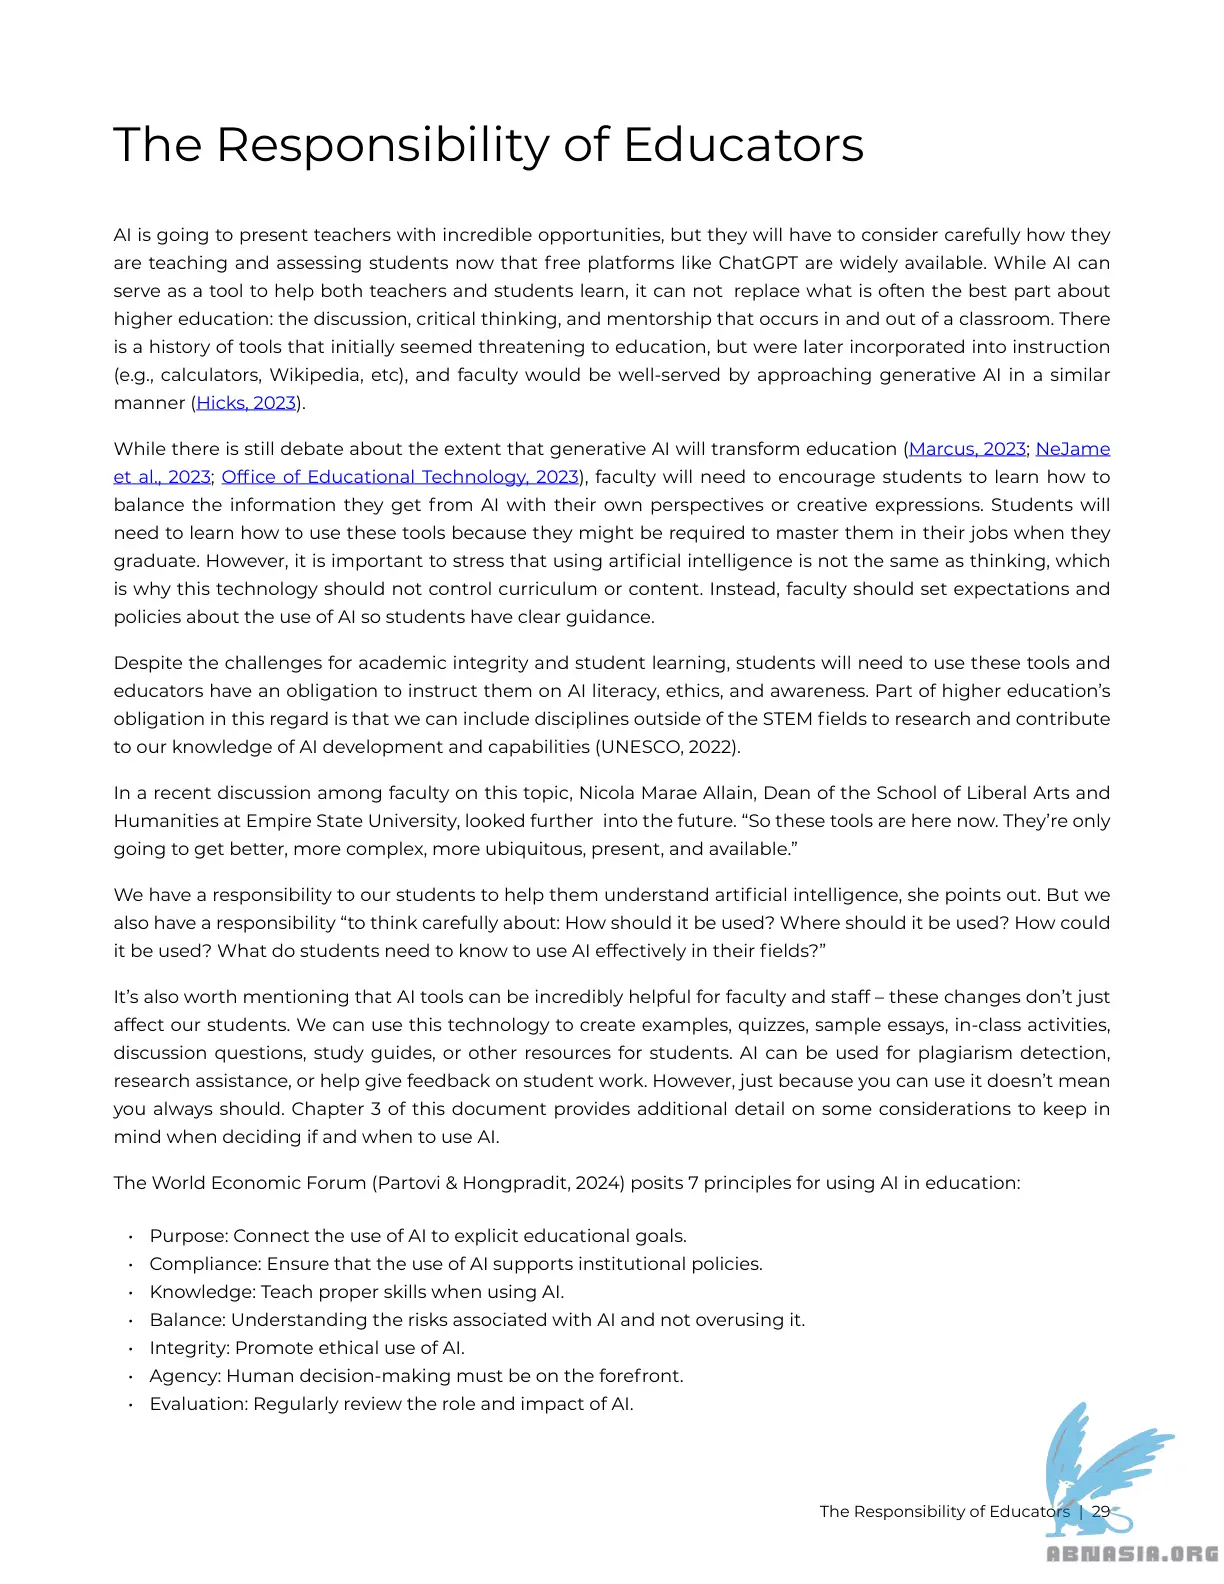 The Responsibility of Educators
AI is going to present teachers with incredible opportunities, but they will have to consider carefully how they
are teaching and assessing students now that free platforms like ChatGPT are widely available. While AI can
serve as a tool to help both teachers and students learn, it can not  replace what is often the best part about
higher education: the discussion, critical thinking, and mentorship that occurs in and out of a classroom. There
is a history of tools that initially seemed threatening to education, but were later incorporated into instruction
(e.g., calculators, Wikipedia, etc), and faculty would be well-served by approaching generative AI in a similar
manner (Hicks, 2023).
While there is still debate about the extent that generative AI will transform education (Marcus, 2023; NeJame
et al., 2023; Office of Educational Technology, 2023), faculty will need to encourage students to learn how to
balance the information they get from AI with their own perspectives or creative expressions. Students will
need to learn how to use these tools because they might be required to master them in their jobs when they
graduate. However, it is important to stress that using artificial intelligence is not the same as thinking, which
is why this technology should not control curriculum or content. Instead, faculty should set expectations and
policies about the use of AI so students have clear guidance.
Despite the challenges for academic integrity and student learning, students will need to use these tools and
educators have an obligation to instruct them on AI literacy, ethics, and awareness. Part of higher education’s
obligation in this regard is that we can include disciplines outside of the STEM fields to research and contribute
to our knowledge of AI development and capabilities (UNESCO, 2022).
In a recent discussion among faculty on this topic, Nicola Marae Allain, Dean of the School of Liberal Arts and
Humanities at Empire State University, looked further  into the future. “So these tools are here now. They’re only
going to get better, more complex, more ubiquitous, present, and available.”
We have a responsibility to our students to help them understand artificial intelligence, she points out. But we
also have a responsibility “to think carefully about: How should it be used? Where should it be used? How could
it be used? What do students need to know to use AI effectively in their fields?”
It’s also worth mentioning that AI tools can be incredibly helpful for faculty and staff – these changes don’t just
affect our students. We can use this technology to create examples, quizzes, sample essays, in-class activities,
discussion questions, study guides, or other resources for students. AI can be used for plagiarism detection,
research assistance, or help give feedback on student work. However, just because you can use it doesn’t mean
you always should. Chapter 3 of this document provides additional detail on some considerations to keep in
mind when deciding if and when to use AI.
The World Economic Forum (Partovi & Hongpradit, 2024) posits 7 principles for using AI in education:
• Purpose: Connect the use of AI to explicit educational goals.
• Compliance: Ensure that the use of AI supports institutional policies.
• Knowledge: Teach proper skills when using AI.
• Balance: Understanding the risks associated with AI and not overusing it.
• Integrity: Promote ethical use of AI.
• Agency: Human decision-making must be on the forefront.
• Evaluation: Regularly review the role and impact of AI.
The Responsibility of Educators | 29
ABNASIA.ORG